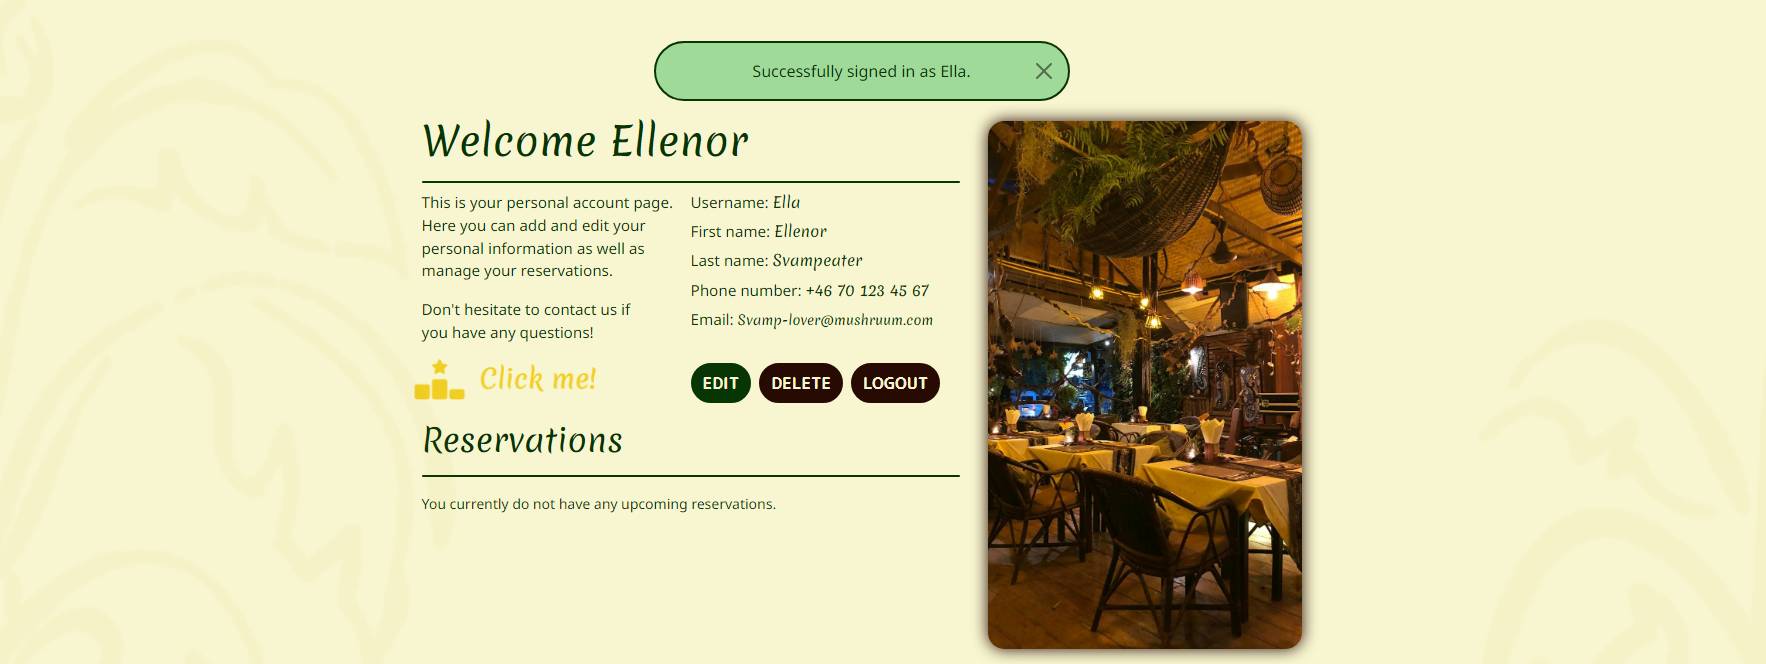 Successfully signed in as Ella.
Welcome Ellenor
This is your personal account page.
Here you can add and edit your
personal information as well as
manage your reservations.
Don't hesitate to contact us if
you have any questions!
Click me!
Username: Ella
First name: Ellenor
Last name: Svampeater
Phone number: +46 70 123 45 67
Email: Svamp-lover@mushruum.com
EDIT DELETE LOGOUT
Reservations
You currently do not have any upcoming reservations.